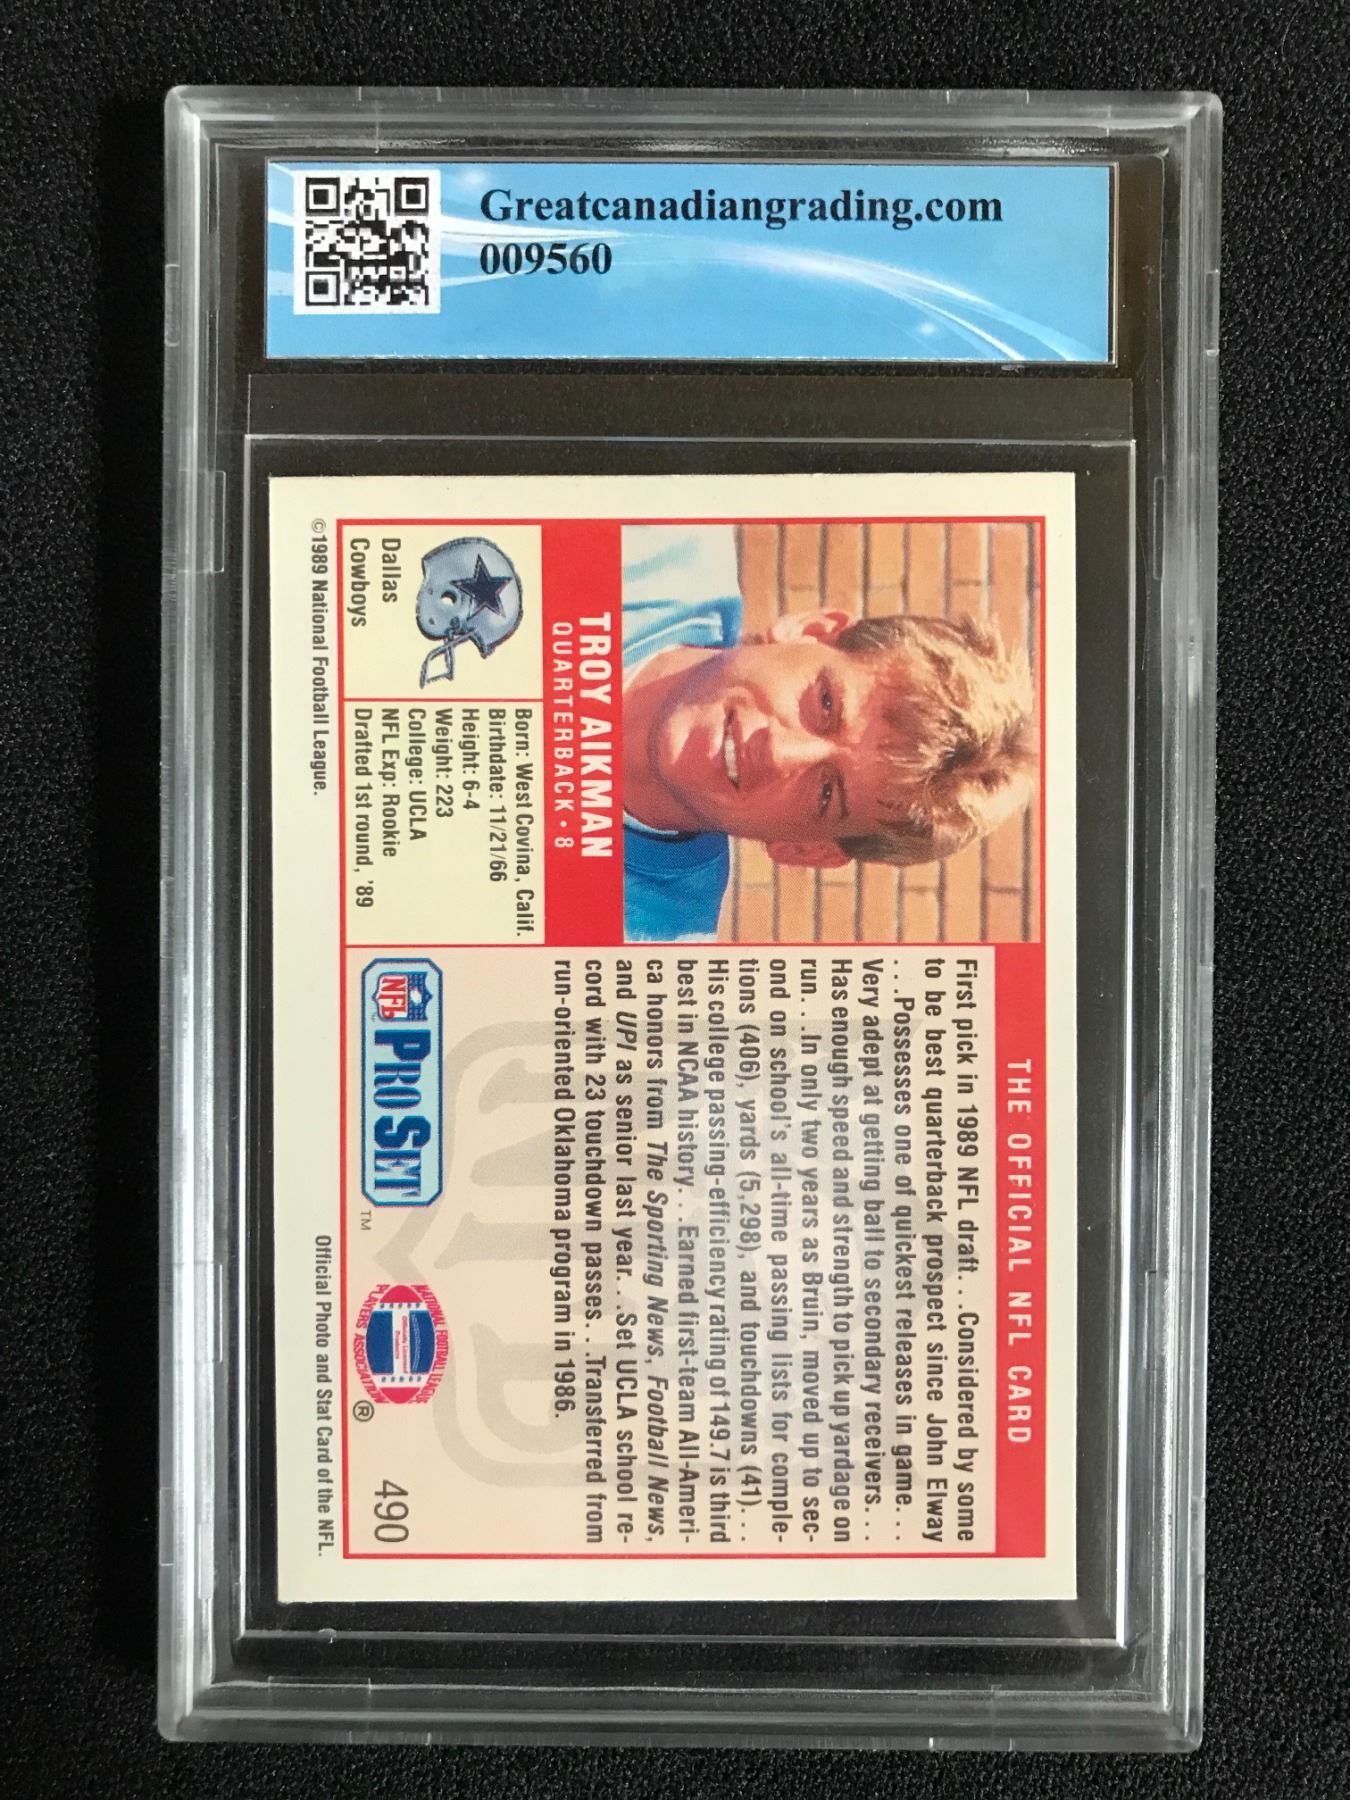 Greatcanadiangrading.com
009560
THE OFFICIAL NFL CARD
TROY AIKMAN
QUARTERBACK • 8
Dallas
Cowboys
Born: West Covina, Calif.
Birthdate: 11/21/66
Height: 6-4
Weight: 223
College: UCLA
NFL Exp: Rookie
Drafted 1st round, '89
First pick in 1989 NFL draft. . .Considered by some
to be best quarterback prospect since John Elway
. . .Possesses one of quickest releases in game. . .
Very adept at getting ball to secondary receivers. . .
Has enough speed and strength to pick up yardage on
run. . .In only two years as Bruin, moved up to sec-
ond on school's all-time passing lists for comple-
tions (406), yards (5,298), and touchdowns (41). . .
His college passing-efficiency rating of 149.7 is third
best in NCAA history. . .Earned first-team All-Ameri-
ca honors from The Sporting News, Football News,
and UPI as senior last year. . .Set UCLA school re-
cord with 23 touchdown passes. . .Transferred from
run-oriented Oklahoma program in 1986.
NFL PRO SET ™
NATIONAL FOOTBALL LEAGUE
Officially Licensed
Product
PLAYERS ASSOCIATION
®
490
©1989 National Football League.
Official Photo and Stat Card of the NFL.